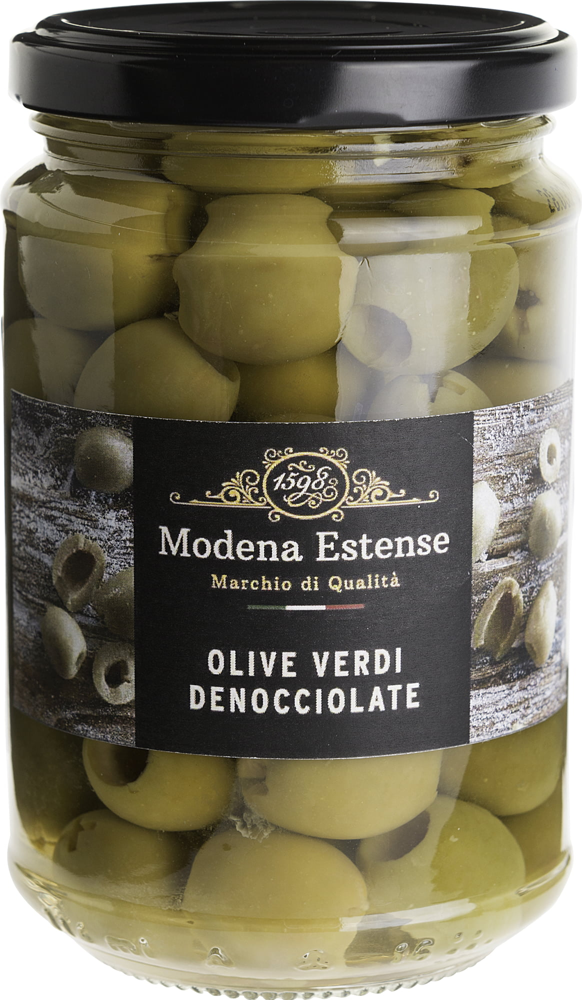 1598
Modena Estense
Marchio di Qualità
OLIVE VERDI
DENOCCIOLATE